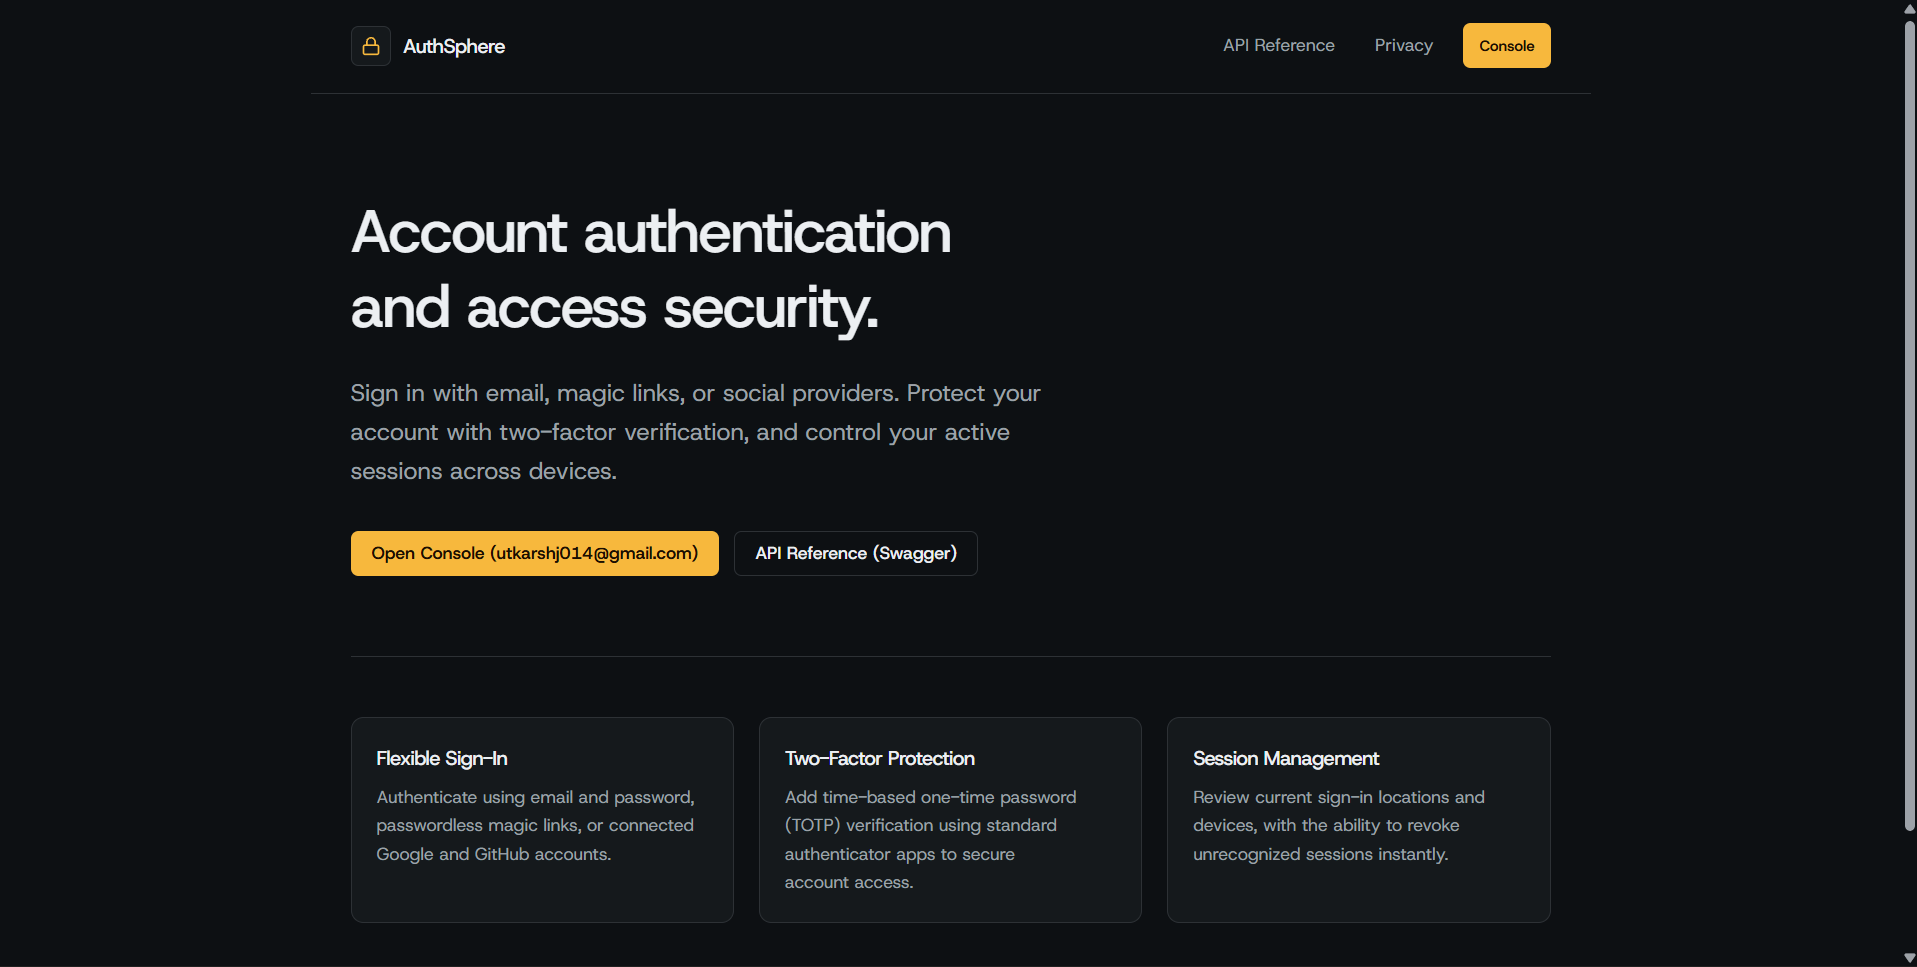 AuthSphere
API Reference
Privacy
Console
Account authentication
and access security.
Sign in with email, magic links, or social providers. Protect your
account with two-factor verification, and control your active
sessions across devices.
Open Console (utkarshj014@gmail.com)
API Reference (Swagger)
Flexible Sign-In
Authenticate using email and password,
passwordless magic links, or connected
Google and GitHub accounts.
Two-Factor Protection
Add time-based one-time password
(TOTP) verification using standard
authenticator apps to secure
account access.
Session Management
Review current sign-in locations and
devices, with the ability to revoke
unrecognized sessions instantly.